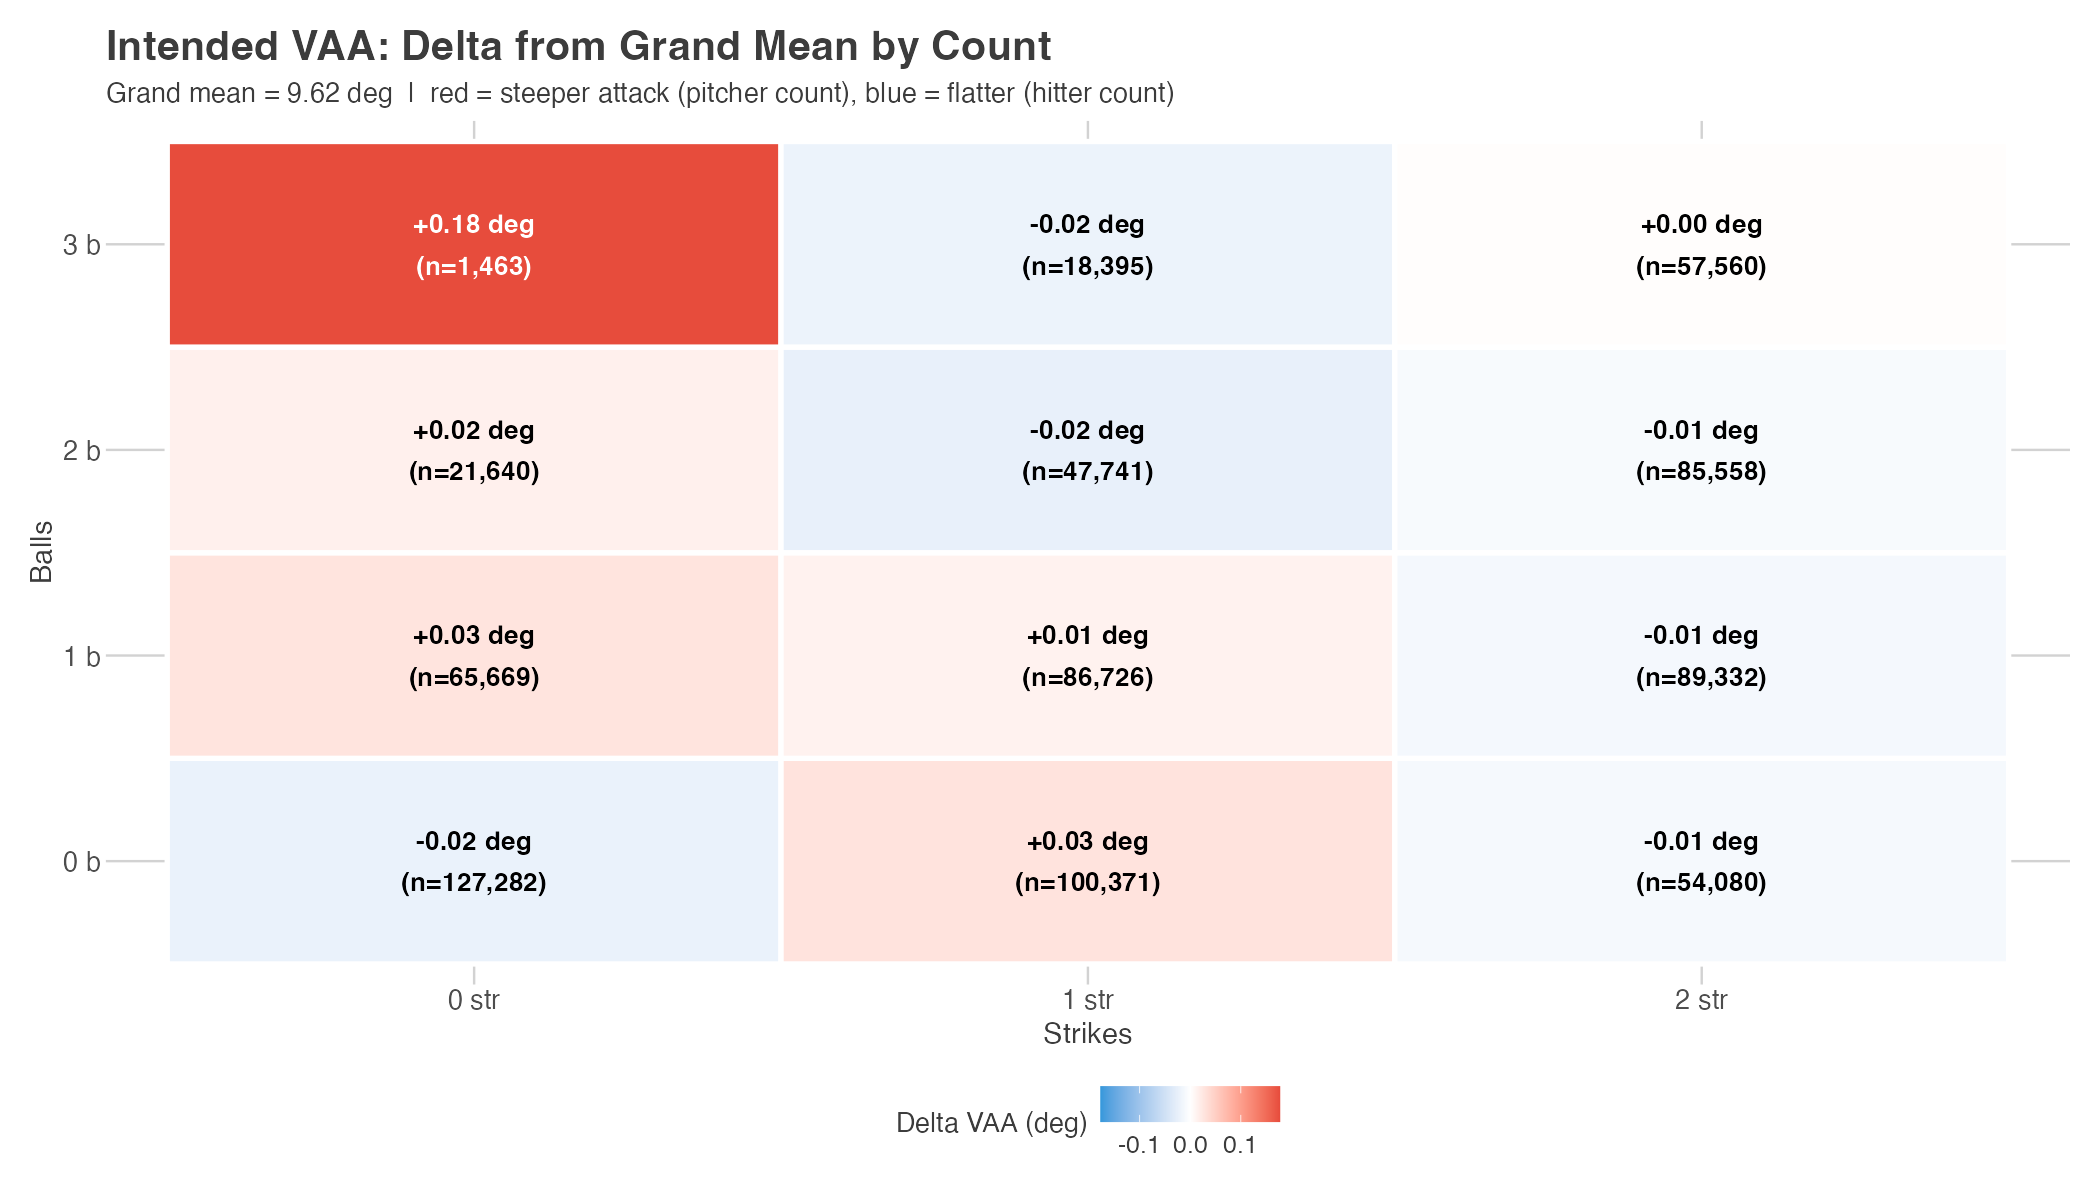 Intended VAA: Delta from Grand Mean by Count
Grand mean = 9.62 deg | red = steeper attack (pitcher count), blue = flatter (hitter count)
3 b
+0.18 deg
(n=1,463)
-0.02 deg
(n=18,395)
+0.00 deg
(n=57,560)
2 b
+0.02 deg
(n=21,640)
-0.02 deg
(n=47,741)
-0.01 deg
(n=85,558)
Balls
1 b
+0.03 deg
(n=65,669)
+0.01 deg
(n=86,726)
-0.01 deg
(n=89,332)
0 b
-0.02 deg
(n=127,282)
+0.03 deg
(n=100,371)
-0.01 deg
(n=54,080)
0 str
1 str
2 str
Strikes
Delta VAA (deg)
-0.1 0.0 0.1